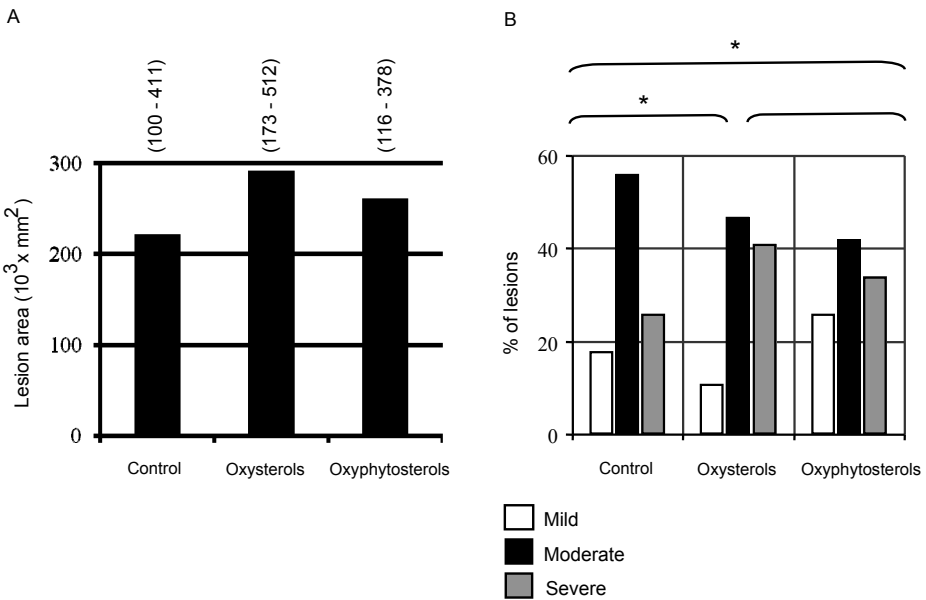 A
(100 - 411)
(173 - 512)
(116 - 378)
Lesion area (10³ x mm²)
300
200
100
0
Control
Oxysterols
Oxyphytosterols
B
*
*
% of lesions
60
40
20
0
Control
Oxysterols
Oxyphytosterols
Mild
Moderate
Severe